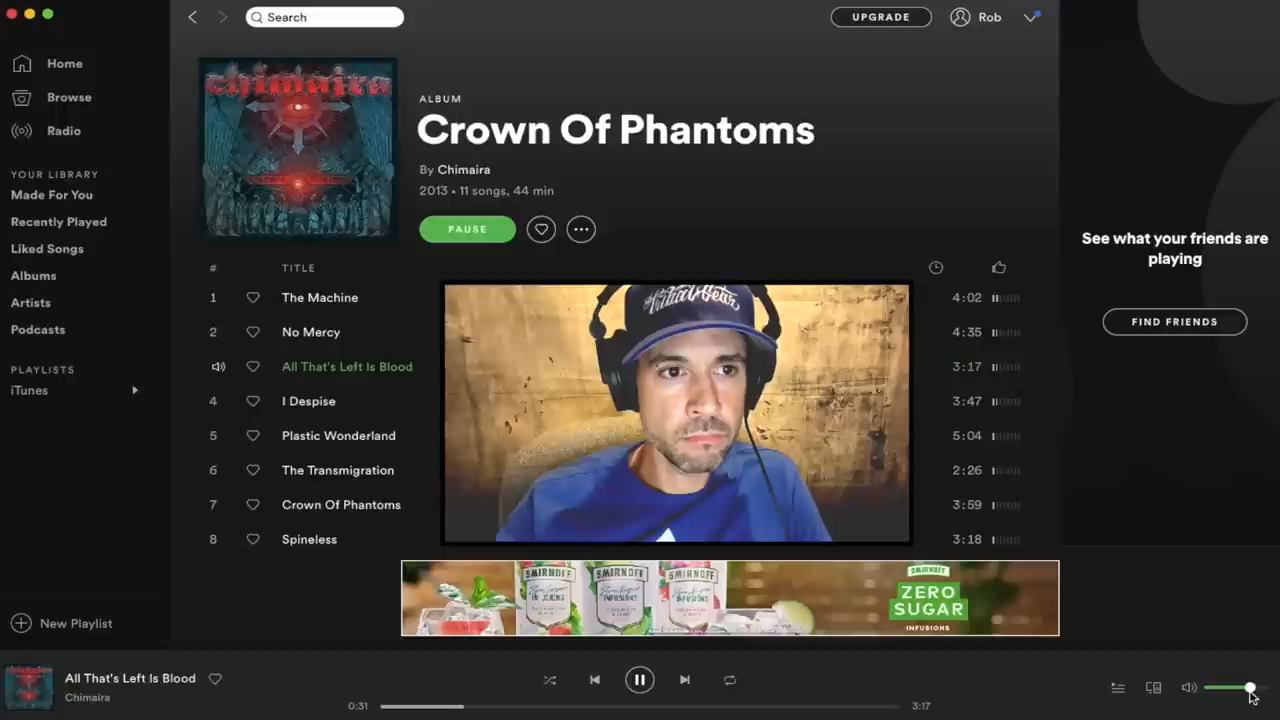 Search
UPGRADE
Rob
Home
Browse
Radio
YOUR LIBRARY
Made For You
Recently Played
Liked Songs
Albums
Artists
Podcasts
PLAYLISTS
iTunes
New Playlist
chimaira
ALBUM
Crown Of Phantoms
By Chimaira
2013 • 11 songs, 44 min
PAUSE
# TITLE
1 The Machine 4:02
2 No Mercy 4:35
All That's Left Is Blood 3:17
4 I Despise 3:47
5 Plastic Wonderland 5:04
6 The Transmigration 2:26
7 Crown Of Phantoms 3:59
8 Spineless 3:18
See what your friends are
playing
FIND FRIENDS
SMIRNOFF
SMIRNOFF
SMIRNOFF
SMIRNOFF
ZERO
SUGAR
INFUSIONS
All That's Left Is Blood
Chimaira
0:31
3:17